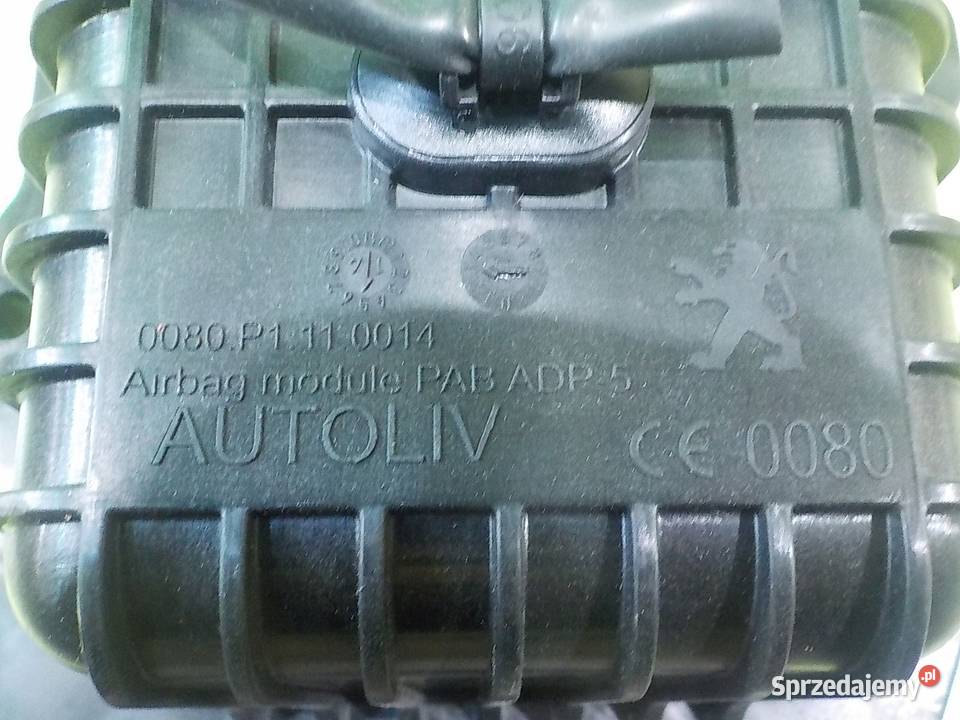 0080.P1.11.0014
Airbag module PAB ADP-5
AUTOLIV
CE 0080
Sprzedajemy.pl